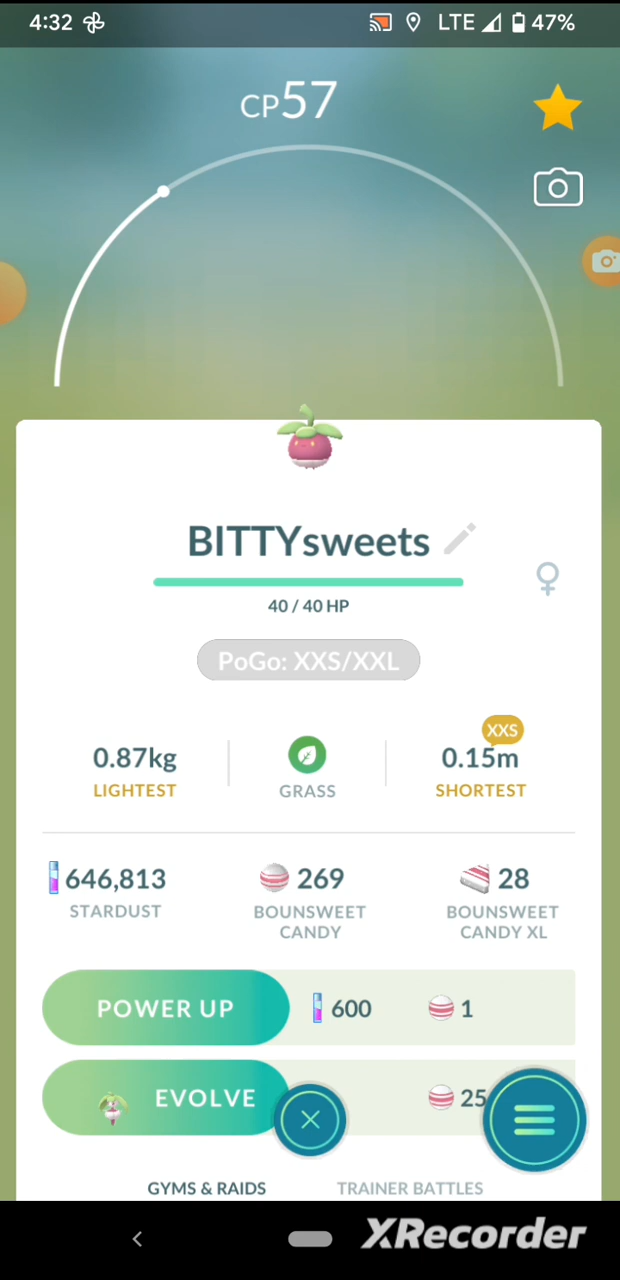 4:32 LTE 47%
CP57
BITTYsweets
40 / 40 HP
PoGo: XXS/XXL
XXS
0.87kg 0.15m
LIGHTEST GRASS SHORTEST
646,813 269 28
STARDUST BOUNSWEET BOUNSWEET
CANDY CANDY XL
POWER UP 600 1
EVOLVE 25
GYMS & RAIDS TRAINER BATTLES
XRecorder